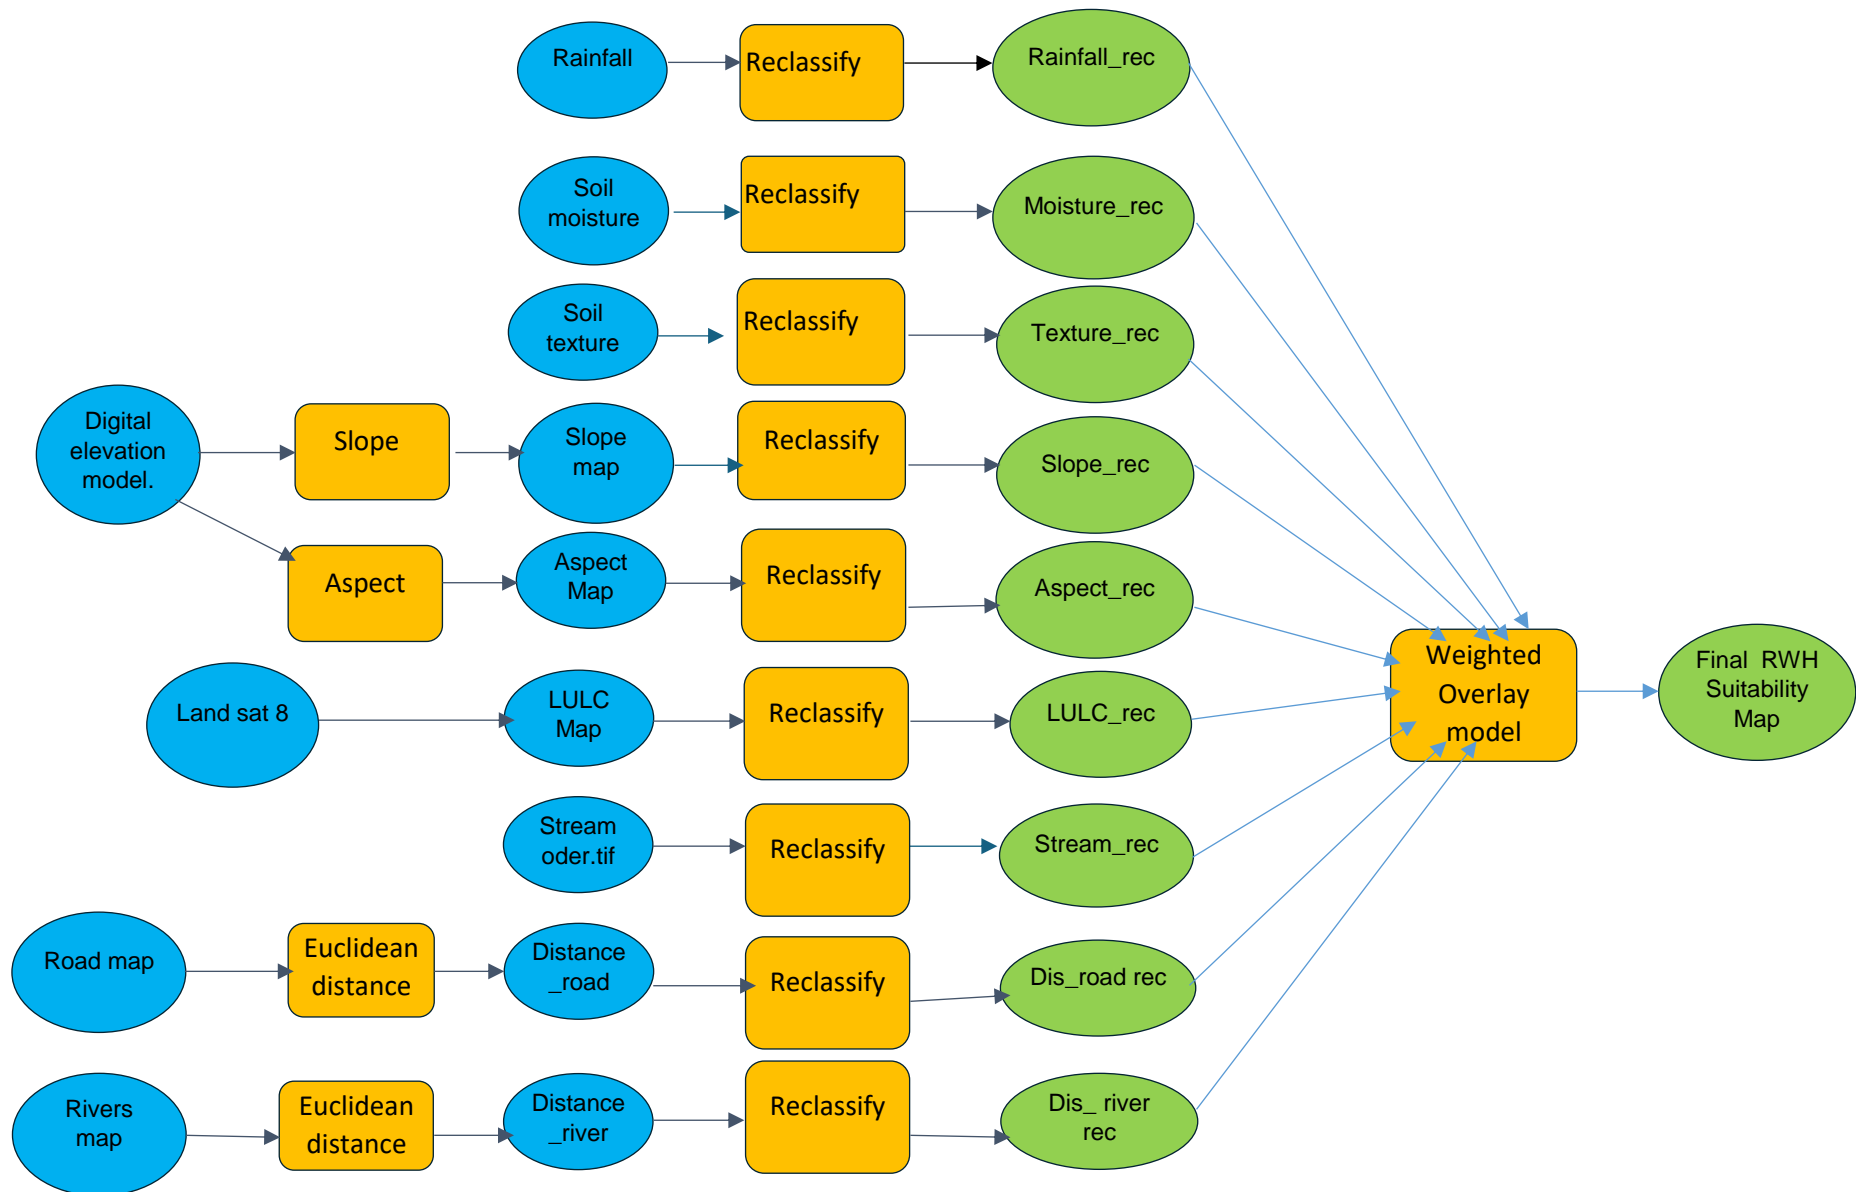 Rainfall
Reclassify
Rainfall_rec
Soil
moisture
Reclassify
Moisture_rec
Soil
texture
Reclassify
Texture_rec
Digital
elevation
model.
Slope
Slope
map
Reclassify
Slope_rec
Aspect
Aspect
Map
Reclassify
Aspect_rec
Land sat 8
LULC
Map
Reclassify
LULC_rec
Weighted
Overlay
model
Final  RWH
Suitability
Map
Stream
oder.tif
Reclassify
Stream_rec
Road map
Euclidean
distance
Distance
_road
Reclassify
Dis_road rec
Rivers
map
Euclidean
distance
Distance
_river
Reclassify
Dis_ river
rec